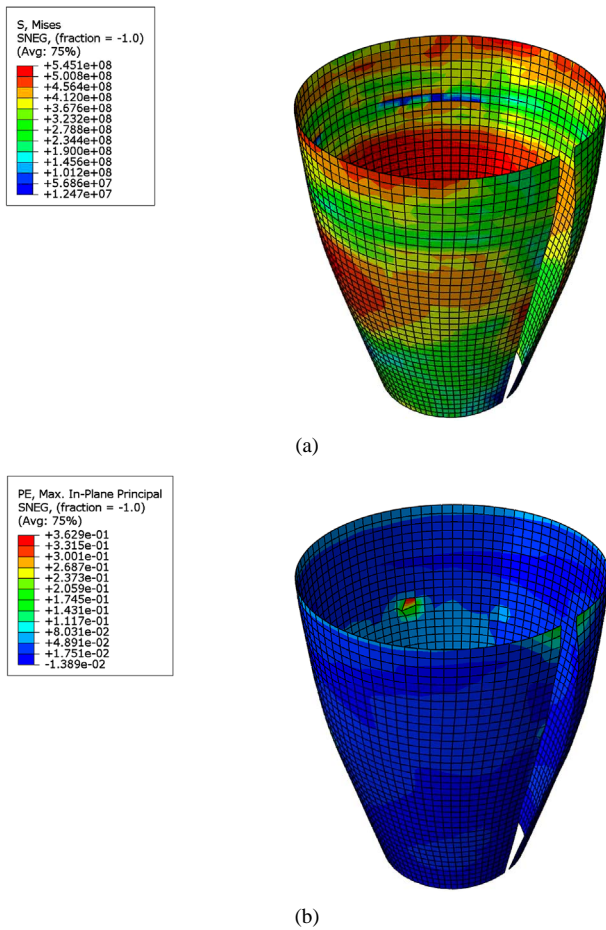 S, Mises
SNEG, (fraction = -1.0)
(Avg: 75%)
+5.451e+08
+5.008e+08
+4.564e+08
+4.120e+08
+3.676e+08
+3.232e+08
+2.788e+08
+2.344e+08
+1.900e+08
+1.456e+08
+1.012e+08
+5.686e+07
+1.247e+07
(a)
PE, Max. In-Plane Principal
SNEG, (fraction = -1.0)
(Avg: 75%)
+3.629e-01
+3.315e-01
+3.001e-01
+2.687e-01
+2.373e-01
+2.059e-01
+1.745e-01
+1.431e-01
+1.117e-01
+8.031e-02
+4.891e-02
+1.751e-02
-1.389e-02
(b)